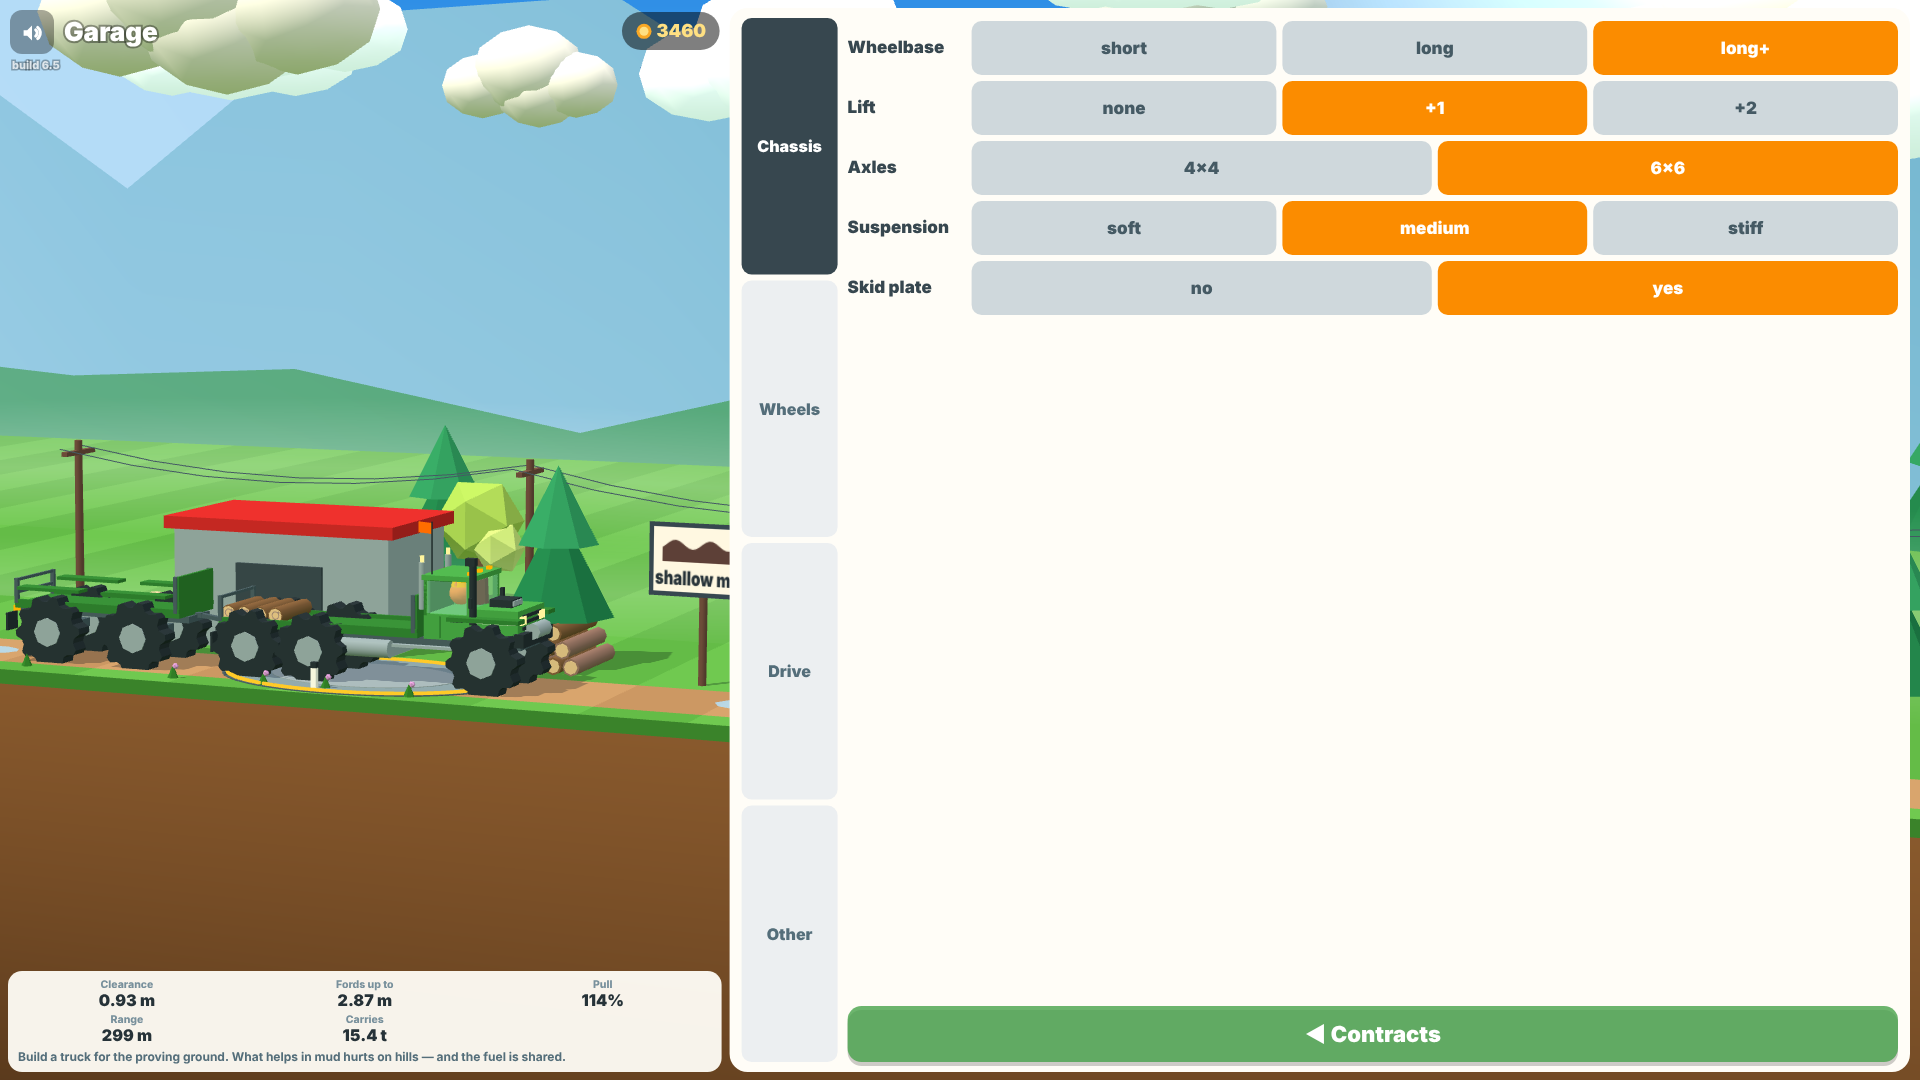 Garage
build 6.5
3460
Chassis
Wheels
Drive
Other
Wheelbase
short
long
long+
Lift
none
+1
+2
Axles
4×4
6×6
Suspension
soft
medium
stiff
Skid plate
no
yes
shallow m
Clearance
0.93 m
Fords up to
2.87 m
Pull
114%
Range
299 m
Carries
15.4 t
Build a truck for the proving ground. What helps in mud hurts on hills — and the fuel is shared.
◀ Contracts